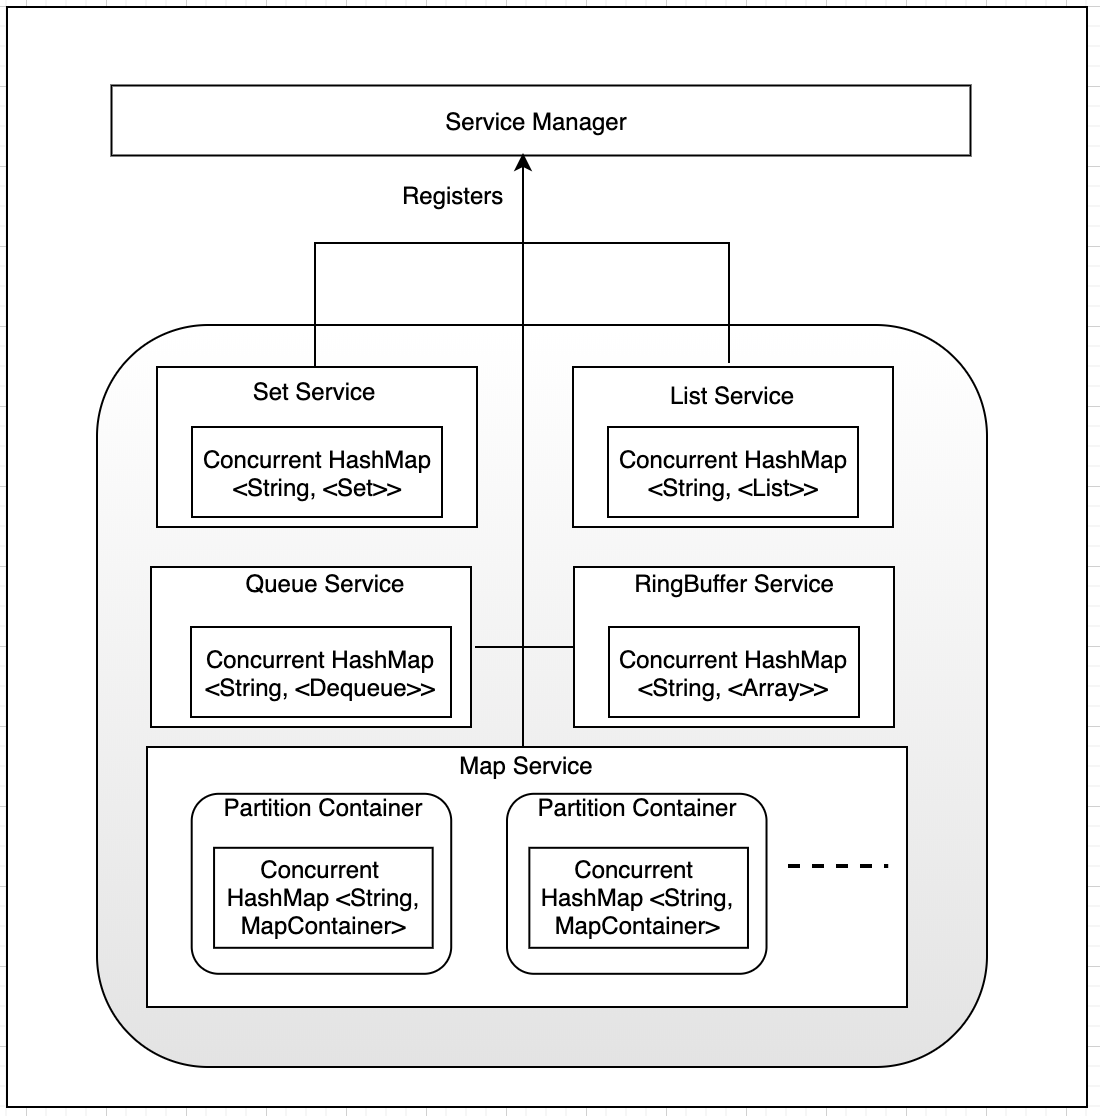 Service Manager
Registers
Set Service
Concurrent HashMap
<String, <Set>>
List Service
Concurrent HashMap
<String, <List>>
Queue Service
Concurrent HashMap
<String, <Dequeue>>
RingBuffer Service
Concurrent HashMap
<String, <Array>>
Map Service
Partition Container
Concurrent
HashMap <String,
MapContainer>
Partition Container
Concurrent
HashMap <String,
MapContainer>